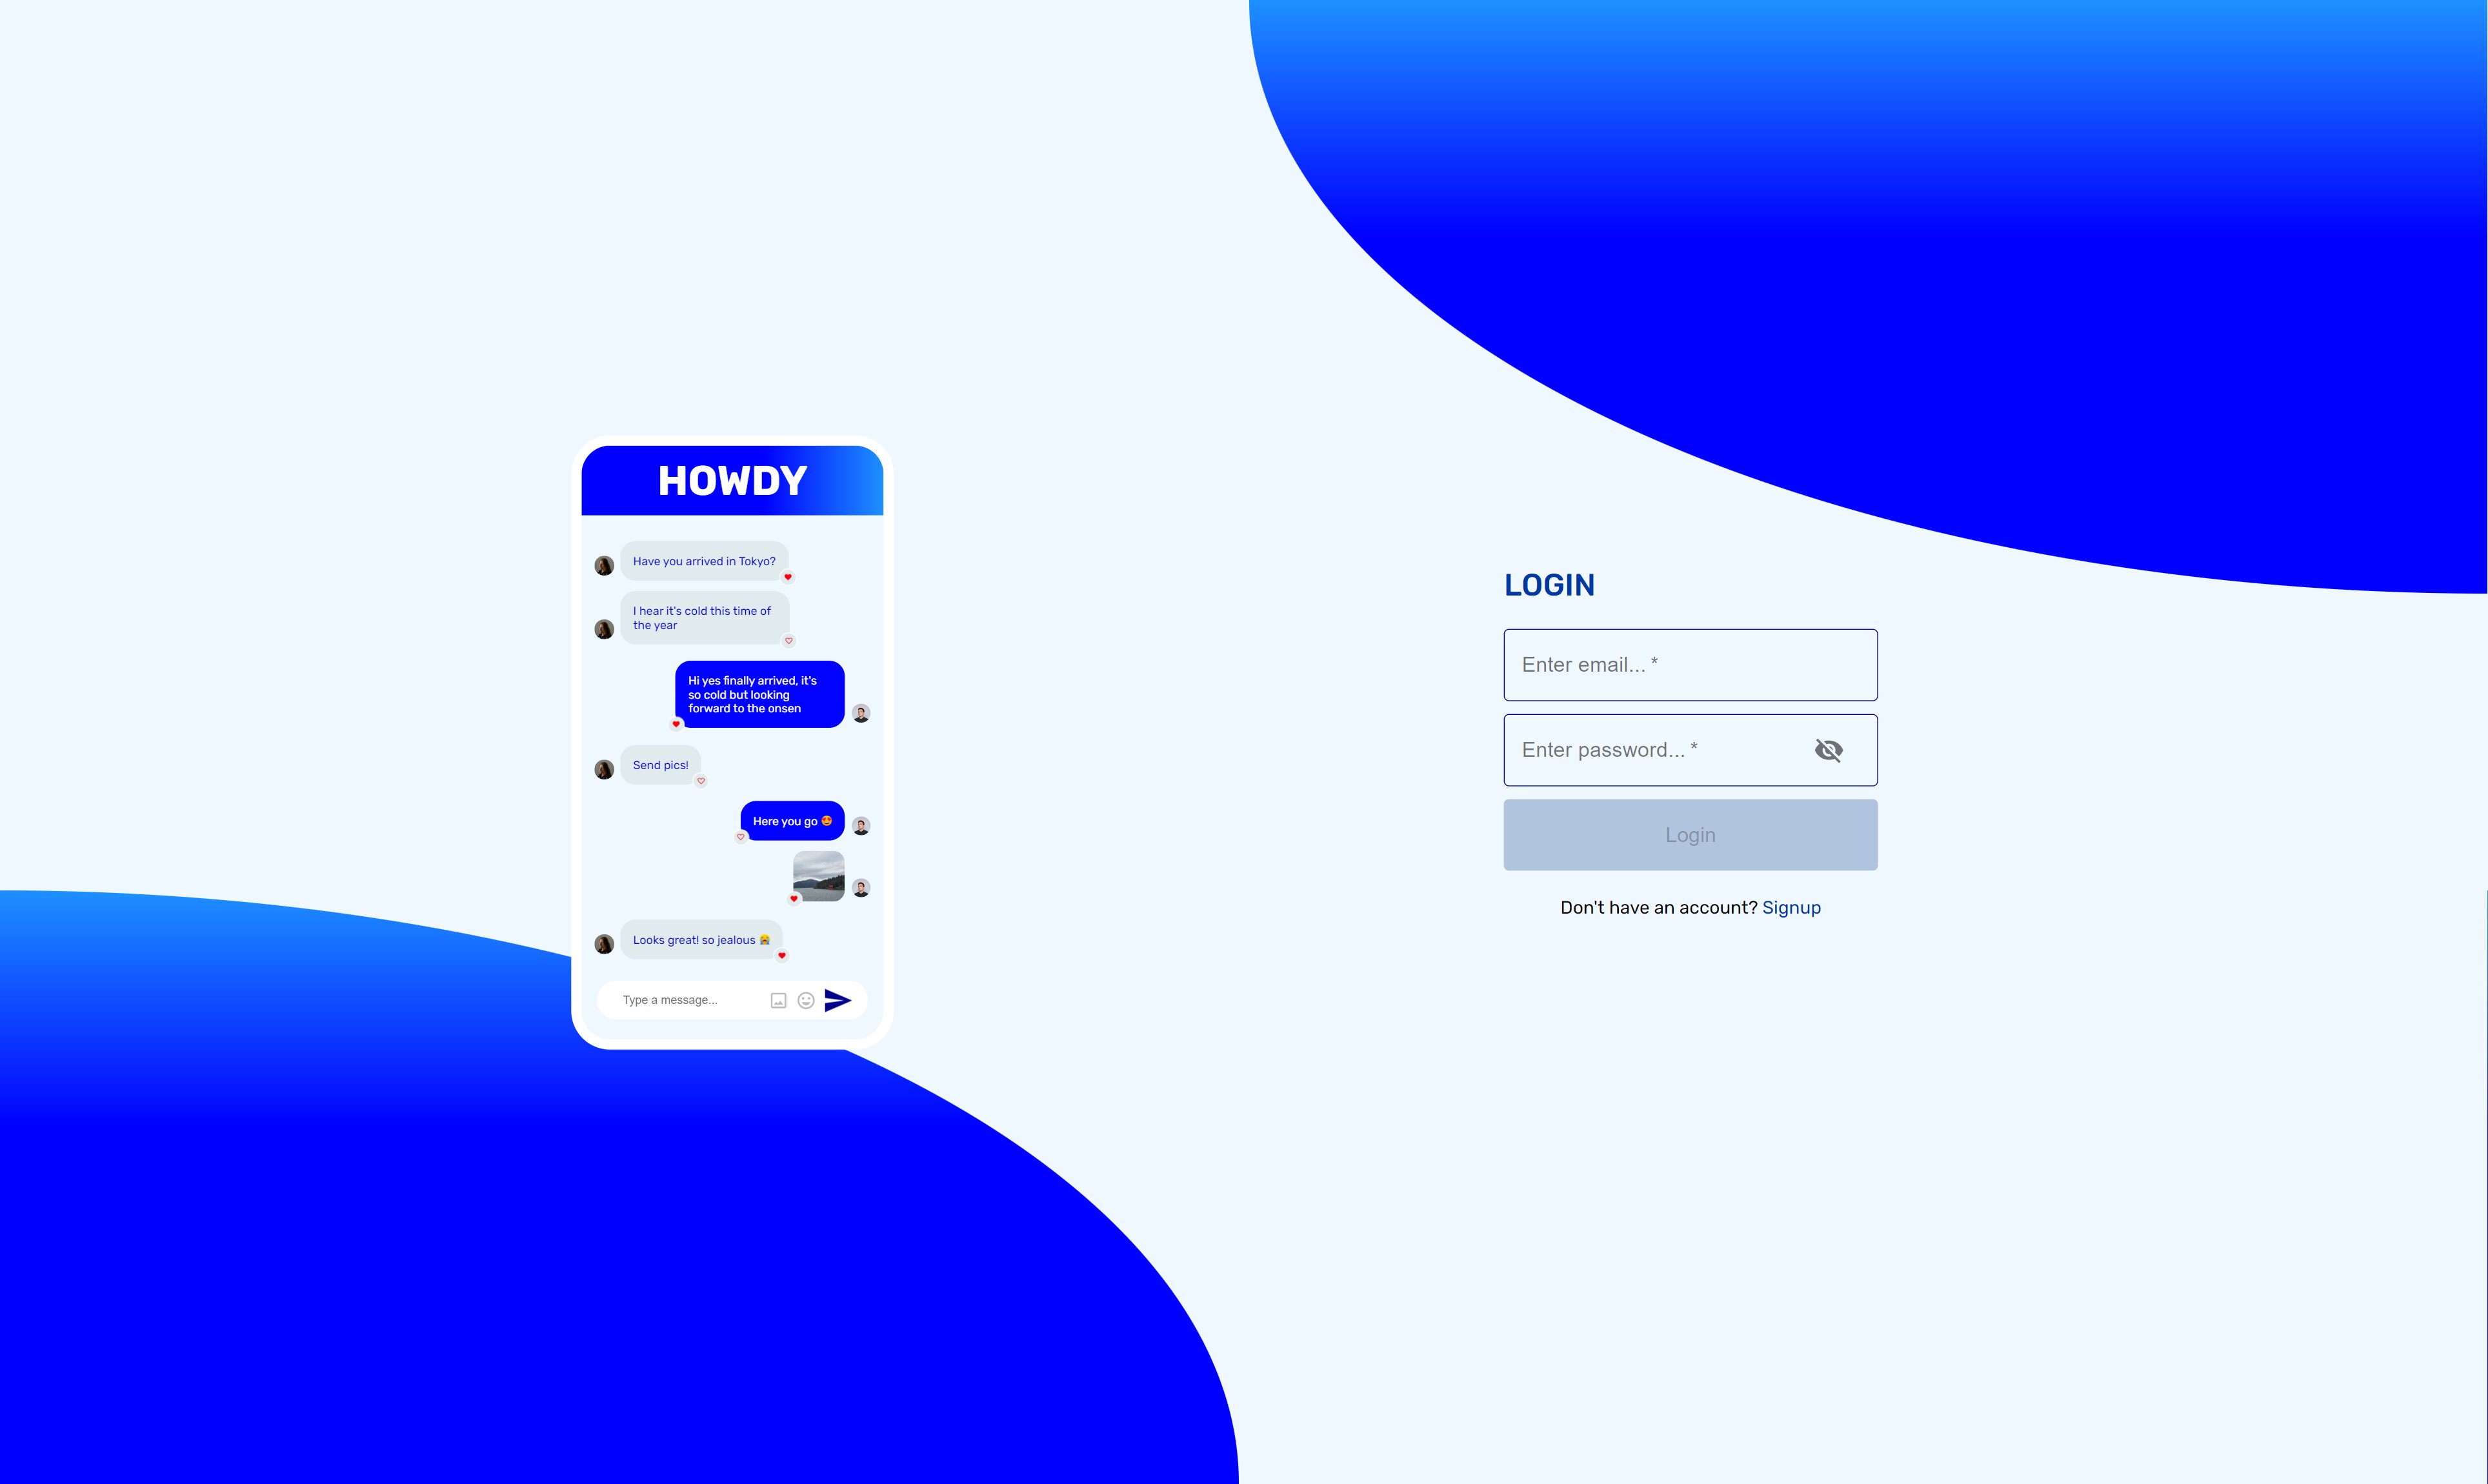 HOWDY
Have you arrived in Tokyo?
I hear it's cold this time of
the year
Hi yes finally arrived, it's
so cold but looking
forward to the onsen
Send pics!
Here you go 🤩
Looks great! so jealous 😭
Type a message...
LOGIN
Enter email... *
Enter password... *
Login
Don't have an account? Signup